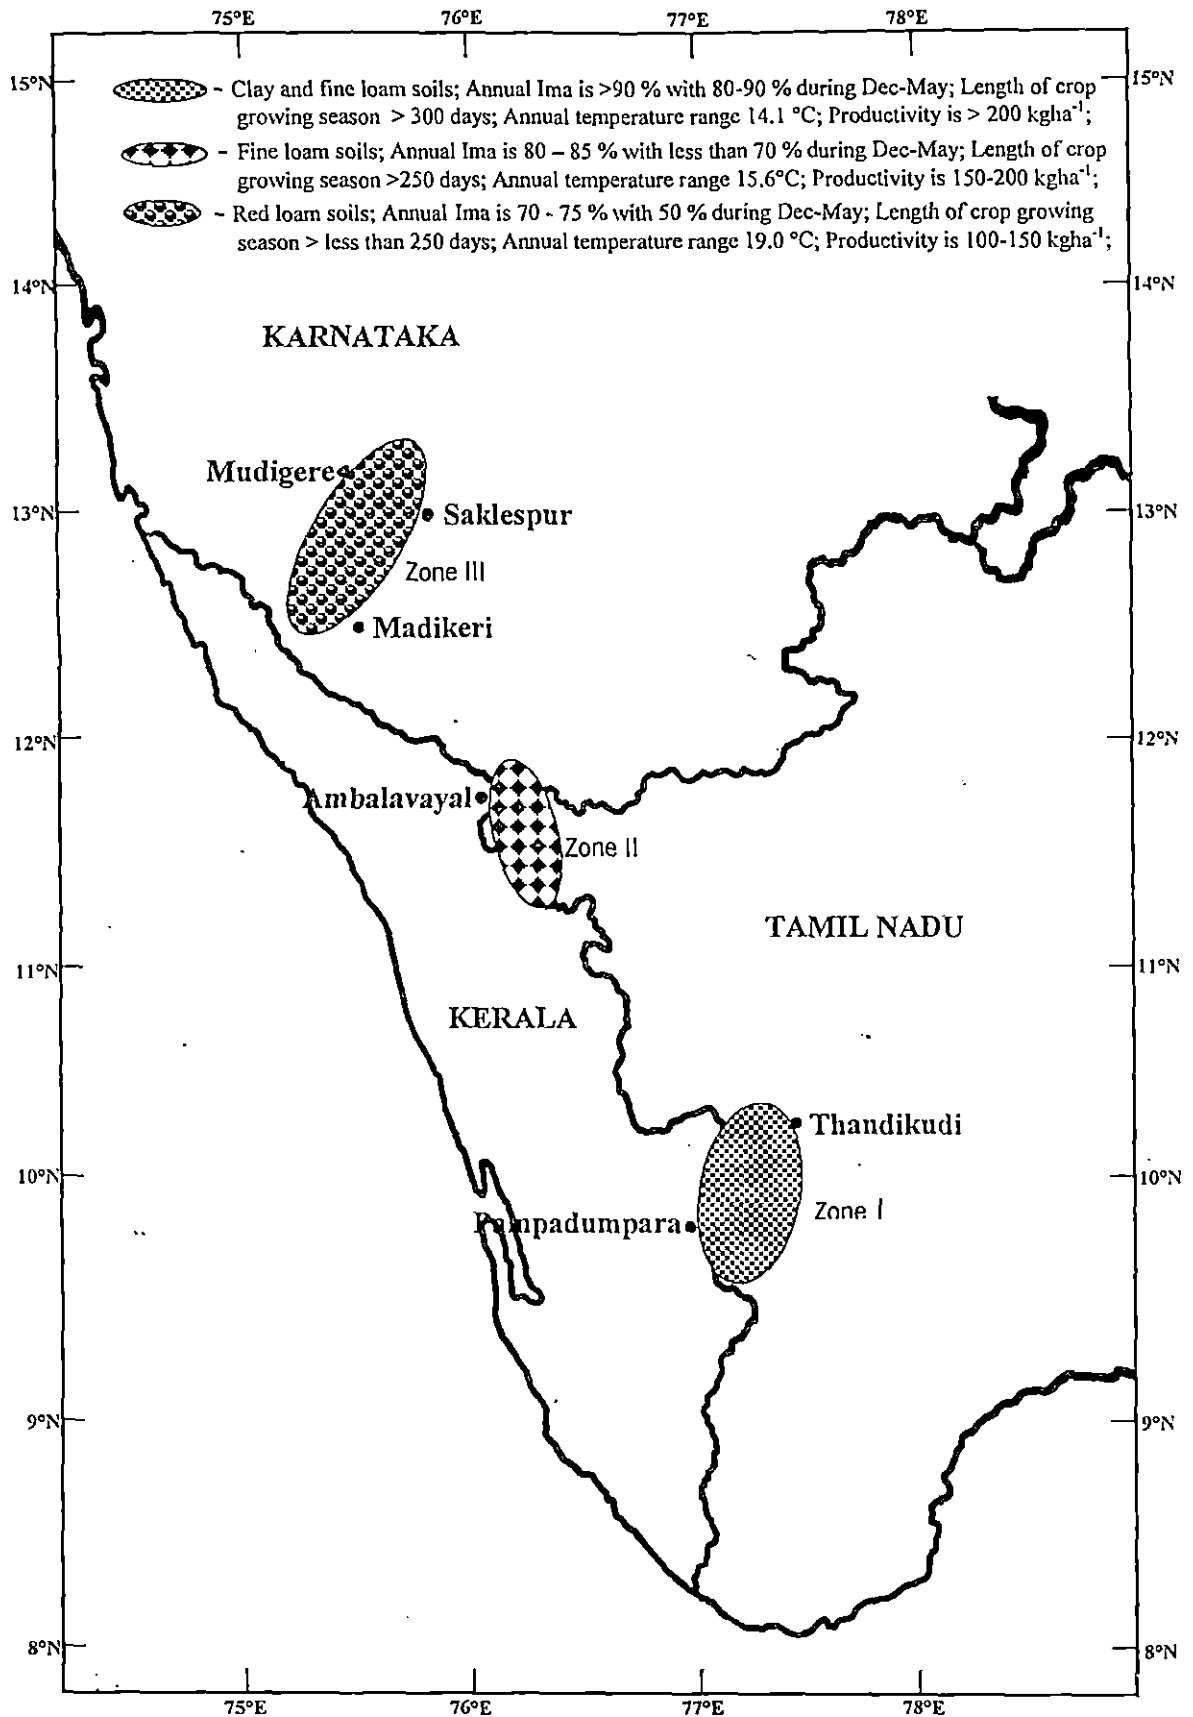 75°E 76°E 77°E 78°E
15°N 15°N
- Clay and fine loam soils; Annual Ima is >90 % with 80-90 % during Dec-May; Length of crop
growing season > 300 days; Annual temperature range 14.1 °C; Productivity is > 200 kgha⁻¹;
- Fine loam soils; Annual Ima is 80 – 85 % with less than 70 % during Dec-May; Length of crop
growing season >250 days; Annual temperature range 15.6°C; Productivity is 150-200 kgha⁻¹;
- Red loam soils; Annual Ima is 70 - 75 % with 50 % during Dec-May; Length of crop growing
season > less than 250 days; Annual temperature range 19.0 °C; Productivity is 100-150 kgha⁻¹;
14°N 14°N
KARNATAKA
Mudigere
13°N Saklespur 13°N
Zone III
Madikeri
12°N 12°N
Ambalavayal
Zone II
TAMIL NADU
11°N 11°N
KERALA
Thandikudi
10°N 10°N
Zone I
Pampadumpara
9°N 9°N
8°N 8°N
75°E 76°E 77°E 78°E